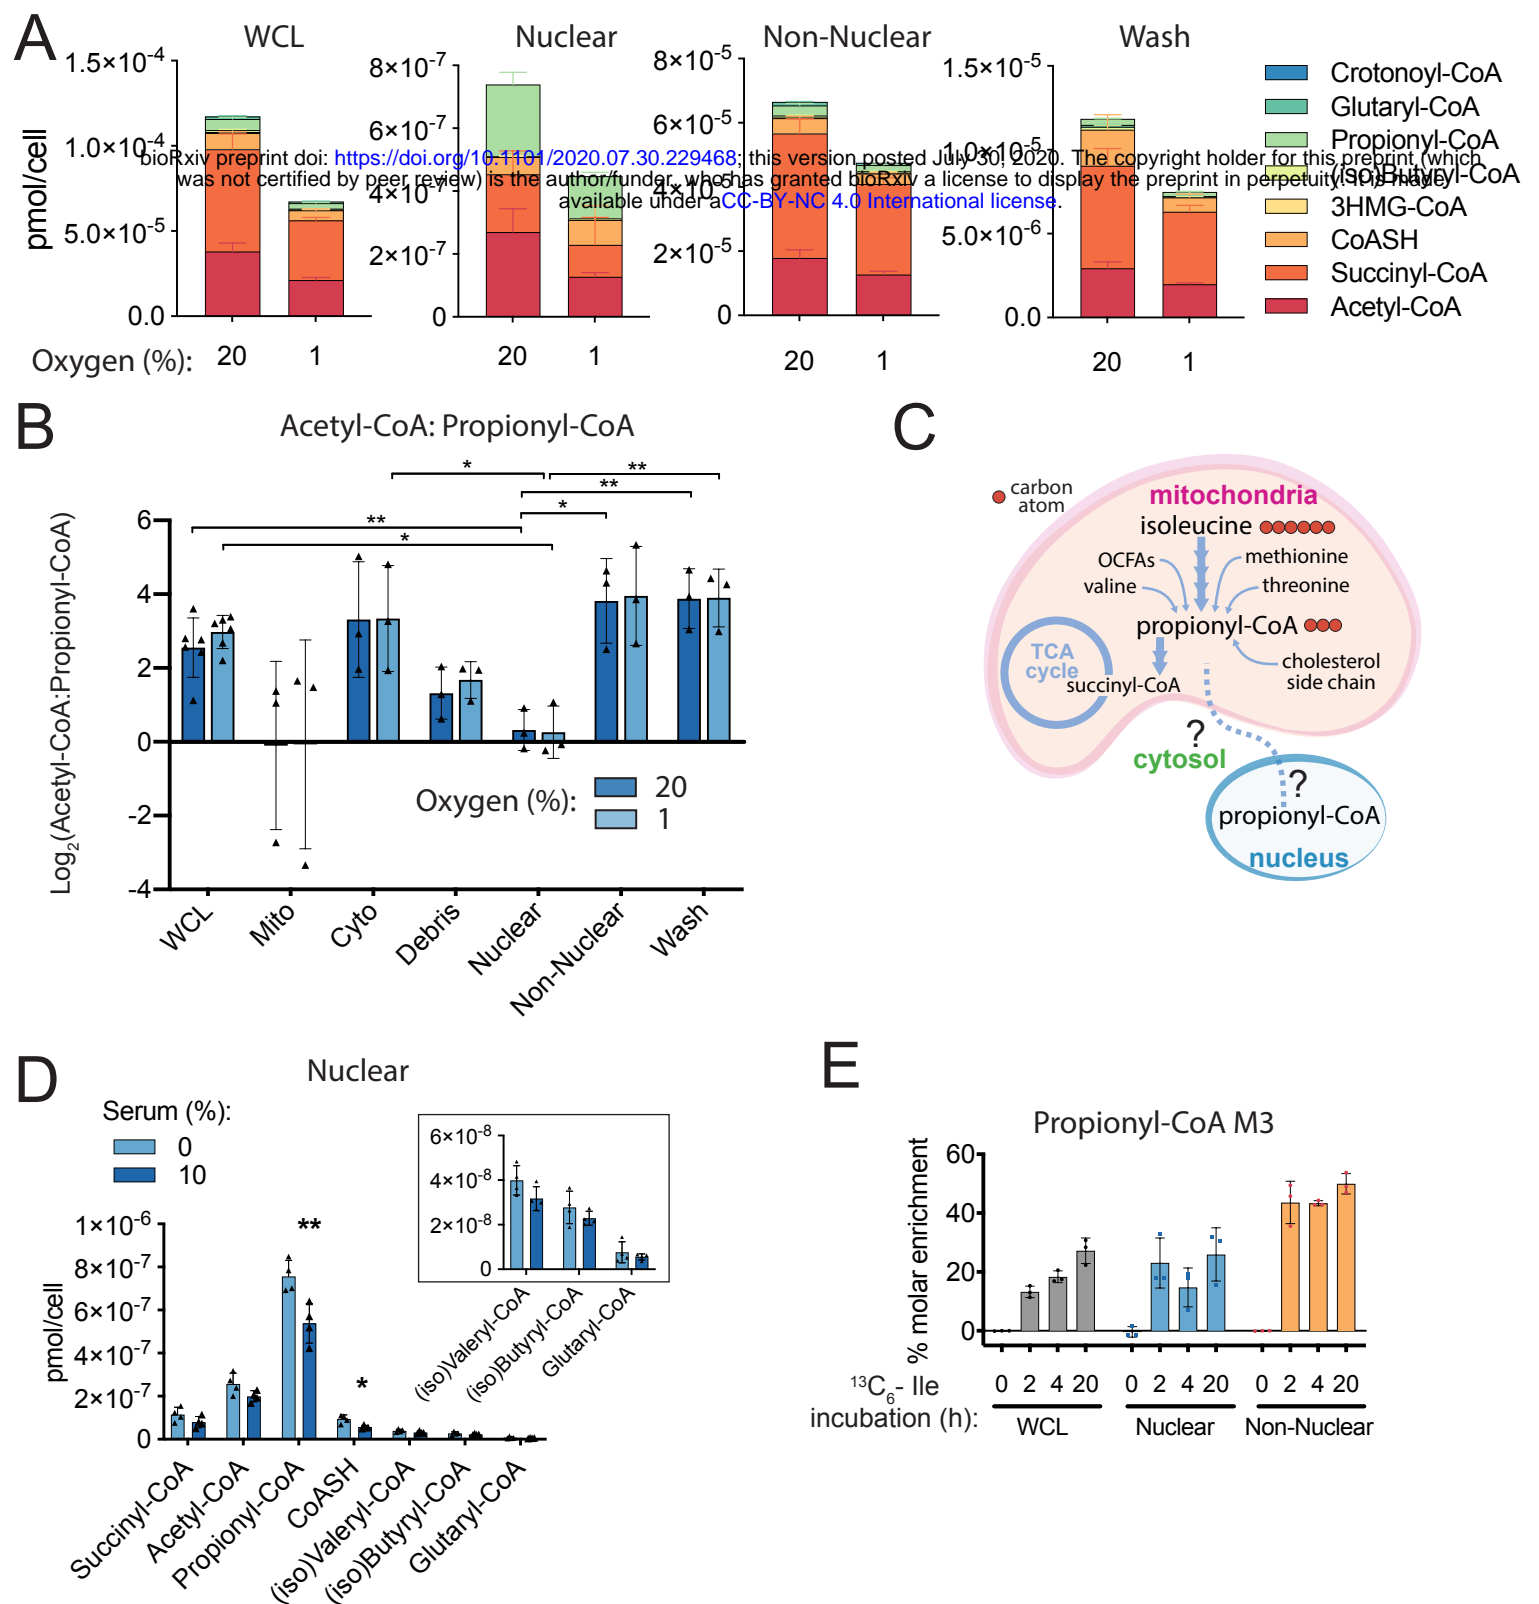 A
WCL
Nuclear
Non-Nuclear
Wash
pmol/cell
1.5×10-4
1.0×10-4
5.0×10-5
0.0
8×10-7
6×10-7
4×10-7
2×10-7
0
8×10-5
6×10-5
4×10-5
2×10-5
0
1.5×10-5
1.0×10-5
5.0×10-6
0.0
Crotonoyl-CoA
Glutaryl-CoA
Propionyl-CoA
(iso)Butyryl-CoA
3HMG-CoA
CoASH
Succinyl-CoA
Acetyl-CoA
bioRxiv preprint doi: https://doi.org/10.1101/2020.07.30.229468; this version posted July 30, 2020. The copyright holder for this preprint (which
was not certified by peer review) is the author/funder, who has granted bioRxiv a license to display the preprint in perpetuity. It is made
available under aCC-BY-NC 4.0 International license.
Oxygen (%):
20 1
20 1
20 1
20 1
B
Acetyl-CoA: Propionyl-CoA
Log2(Acetyl-CoA:Propionyl-CoA)
* **
**
*
**
*
6
4
2
0
-2
-4
Oxygen (%):
20
1
WCL
Mito
Cyto
Debris
Nuclear
Non-Nuclear
Wash
C
carbon
atom
mitochondria
isoleucine
OCFAs
methionine
valine
threonine
propionyl-CoA
TCA
cycle
succinyl-CoA
cholesterol
side chain
?
cytosol
?
propionyl-CoA
nucleus
D
Nuclear
Serum (%):
0
10
pmol/cell
1×10-6
8×10-7
6×10-7
4×10-7
2×10-7
0
**
*
Succinyl-CoA
Acetyl-CoA
Propionyl-CoA
CoASH
(iso)Valeryl-CoA
(iso)Butyryl-CoA
Glutaryl-CoA
6×10-8
4×10-8
2×10-8
0
(iso)Valeryl-CoA
(iso)Butyryl-CoA
Glutaryl-CoA
E
Propionyl-CoA M3
% molar enrichment
60
40
20
0
13C6- Ile
incubation (h):
0 2 4 20
0 2 4 20
0 2 4 20
WCL
Nuclear
Non-Nuclear